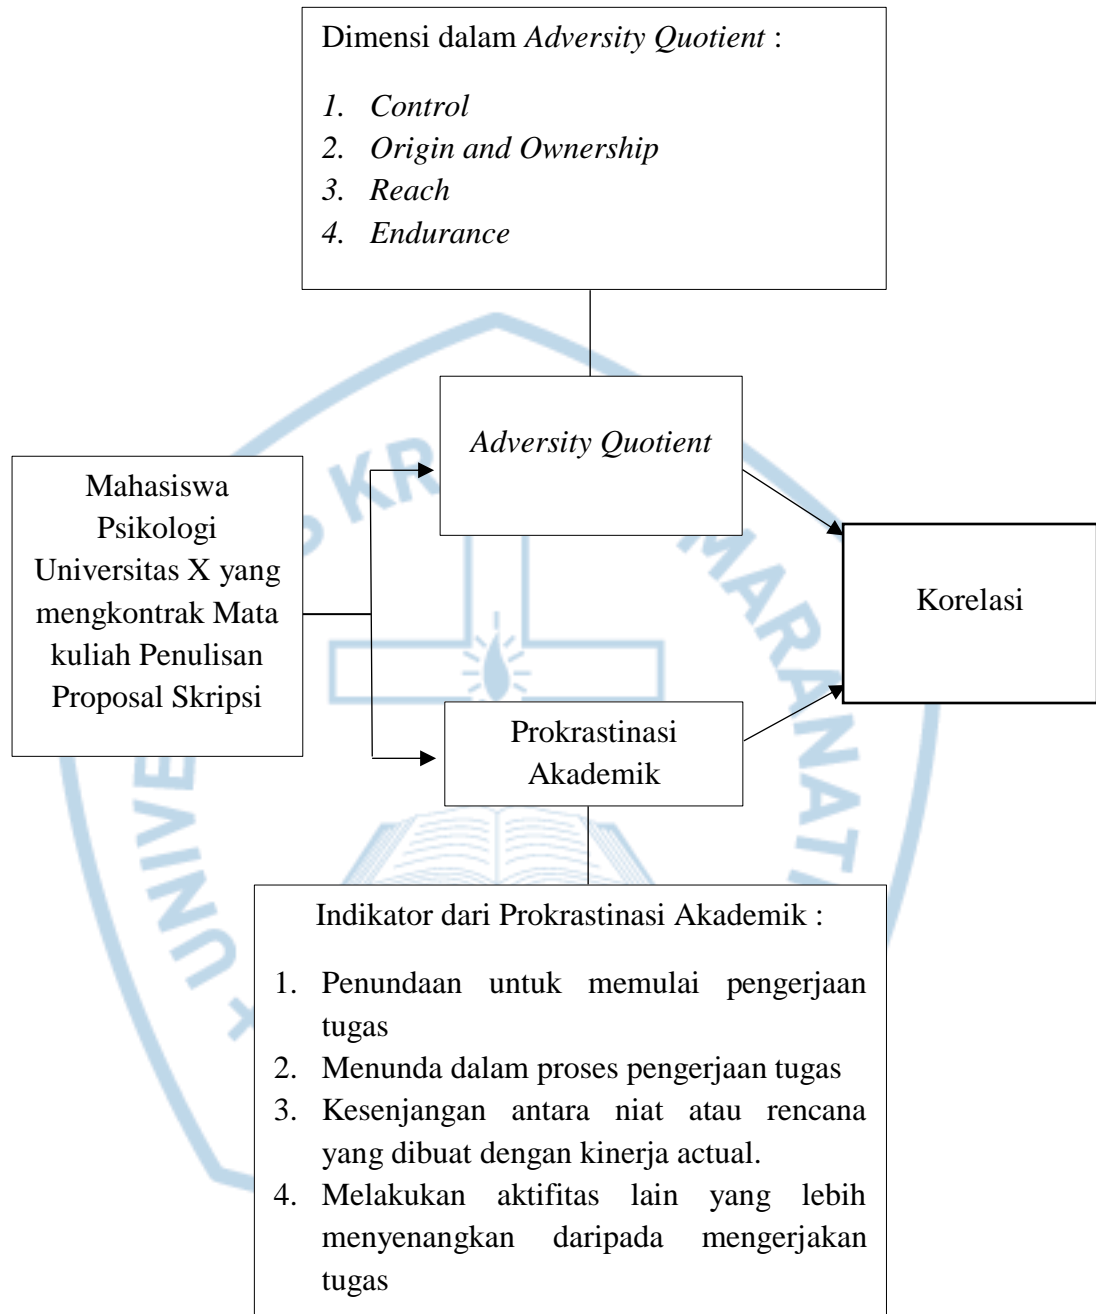 Dimensi dalam Adversity Quotient :
1. Control
2. Origin and Ownership
3. Reach
4. Endurance
Adversity Quotient
Mahasiswa
Psikologi
Universitas X yang
mengkontrak Mata
kuliah Penulisan
Proposal Skripsi
Korelasi
Prokrastinasi
Akademik
Indikator dari Prokrastinasi Akademik :
1. Penundaan untuk memulai pengerjaan
tugas
2. Menunda dalam proses pengerjaan tugas
3. Kesenjangan antara niat atau rencana
yang dibuat dengan kinerja actual.
4. Melakukan aktifitas lain yang lebih
menyenangkan daripada mengerjakan
tugas